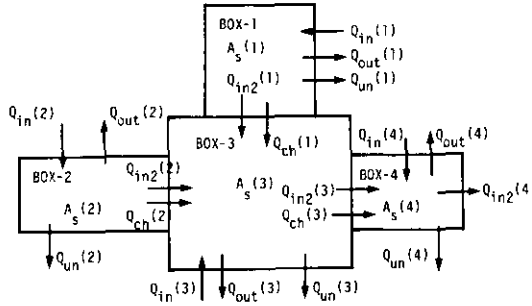 BOX-1
A_s(1)
Q_in(1)
Q_out(1)
Q_un(1)
Q_in2(1)
Q_ch(1)
Q_in(2)
Q_out(2)
BOX-2
A_s(2)
Q_in2(2)
Q_ch(2)
Q_un(2)
BOX-3
A_s(3)
Q_in2(3)
Q_ch(3)
Q_in(4)
Q_out(4)
BOX-4
A_s(4)
Q_in2(4
Q_un(4)
Q_in(3)
Q_out(3)
Q_un(3)